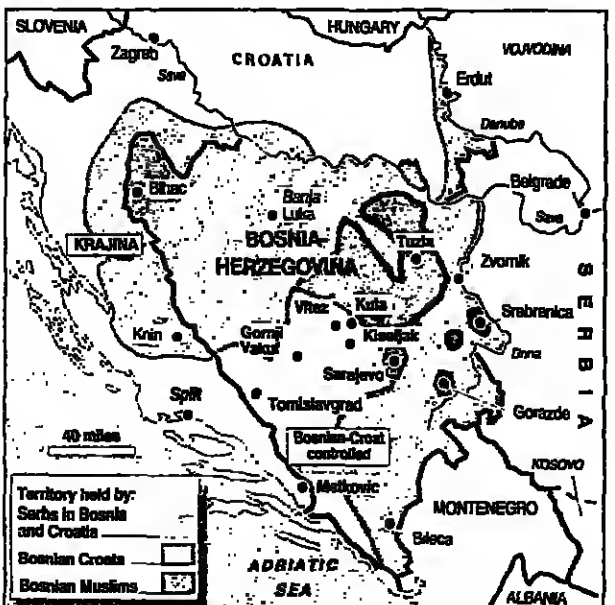 SLOVENIA
HUNGARY
VOJVODINA
Zagreb
CROATIA
Sava
Erdut
Danube
Bihac
Belgrade
Sava
Banja
Luka
KRAJINA
BOSNIA-
HERZEGOVINA
Tuzla
Zvornik
SERBIA
Vitez
Srebrenica
Knin
Gornji
Vakuf
Kiseljak
Drina
Sarajevo
Split
Tomislavgrad
Gorazde
40 miles
Bosnian-Croat
controlled
KOSOVO
Metkovic
MONTENEGRO
Bileca
ADRIATIC
SEA
ALBANIA
Territory held by:
Serbs in Bosnia
and Croatia
Bosnian Croats
Bosnian Muslims